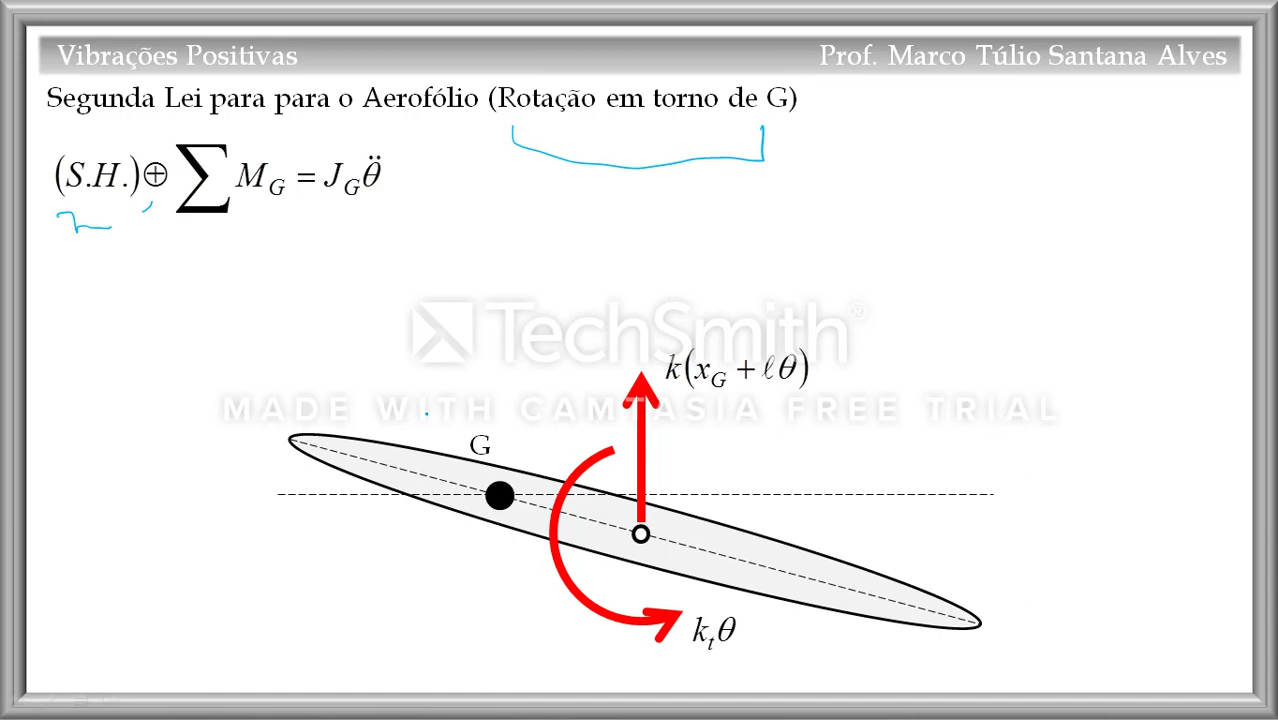 Vibrações Positivas
Prof. Marco Túlio Santana Alves
Segunda Lei para para o Aerofólio (Rotação em torno de G)
(S.H.)⊕ ∑ M_G = J_G θ̈
TechSmith®
k(x_G + ℓθ)
MADE WITH CAMTASIA FREE TRIAL
G
k_t θ